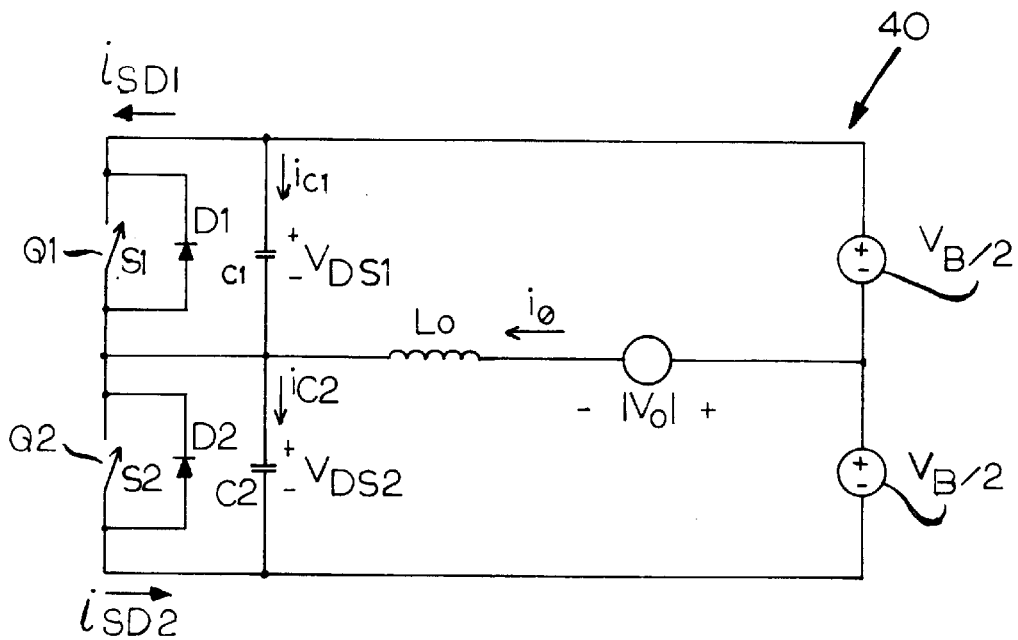 40
iSD1
iC1
D1
Q1
S1
C1
+
-
VDS1
+
-
VB/2
Lo
iø
iC2
- |Vo| +
D2
Q2
S2
C2
+
-
VDS2
+
-
VB/2
iSD2